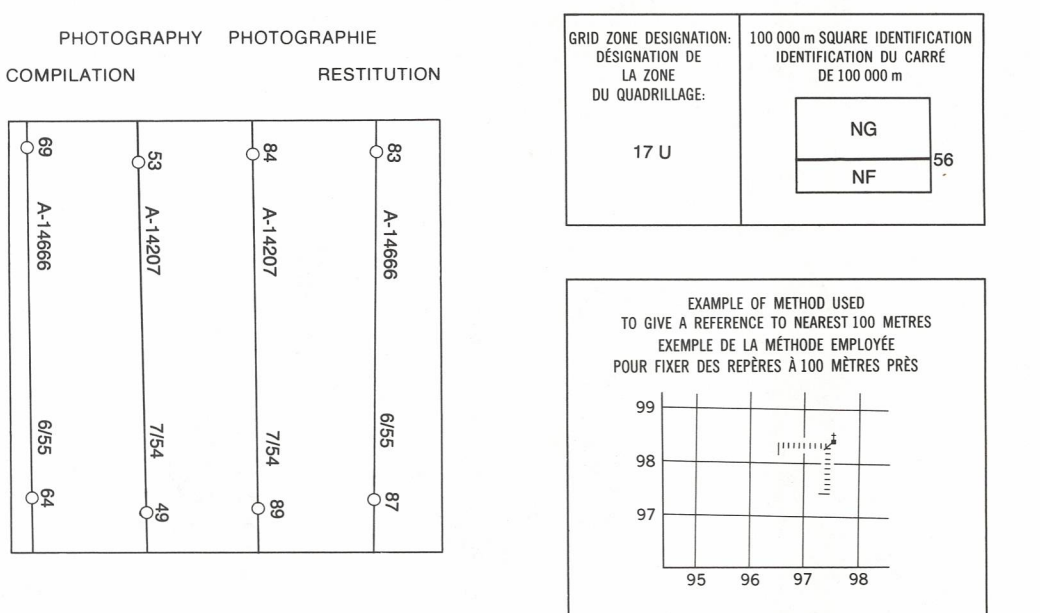 PHOTOGRAPHY PHOTOGRAPHIE
COMPILATION RESTITUTION
69
A-14666
6/55
64
53
A-14207
7/54
49
84
A-14207
7/54
89
83
A-14666
6/55
87
GRID ZONE DESIGNATION:
DÉSIGNATION DE
LA ZONE
DU QUADRILLAGE:
17 U
100 000 m SQUARE IDENTIFICATION
IDENTIFICATION DU CARRÉ
DE 100 000 m
NG
56
NF
EXAMPLE OF METHOD USED
TO GIVE A REFERENCE TO NEAREST 100 METRES
EXEMPLE DE LA MÉTHODE EMPLOYÉE
POUR FIXER DES REPÈRES À 100 MÈTRES PRÈS
99
98
97
95 96 97 98